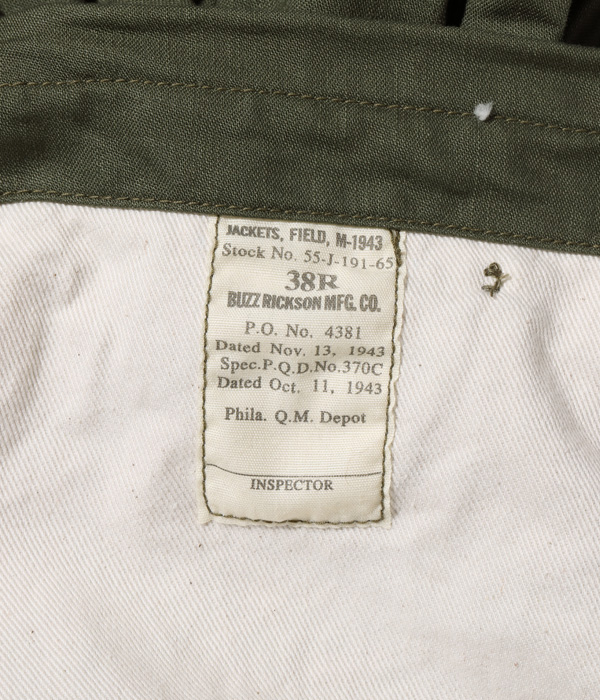 JACKETS, FIELD, M-1943
Stock No. 55-J-191-65
38R
BUZZ RICKSON MFG. CO.
P.O. No. 4381
Dated Nov. 13, 1943
Spec.P.Q.D.No.370C
Dated Oct. 11, 1943
Phila. Q.M. Depot
INSPECTOR